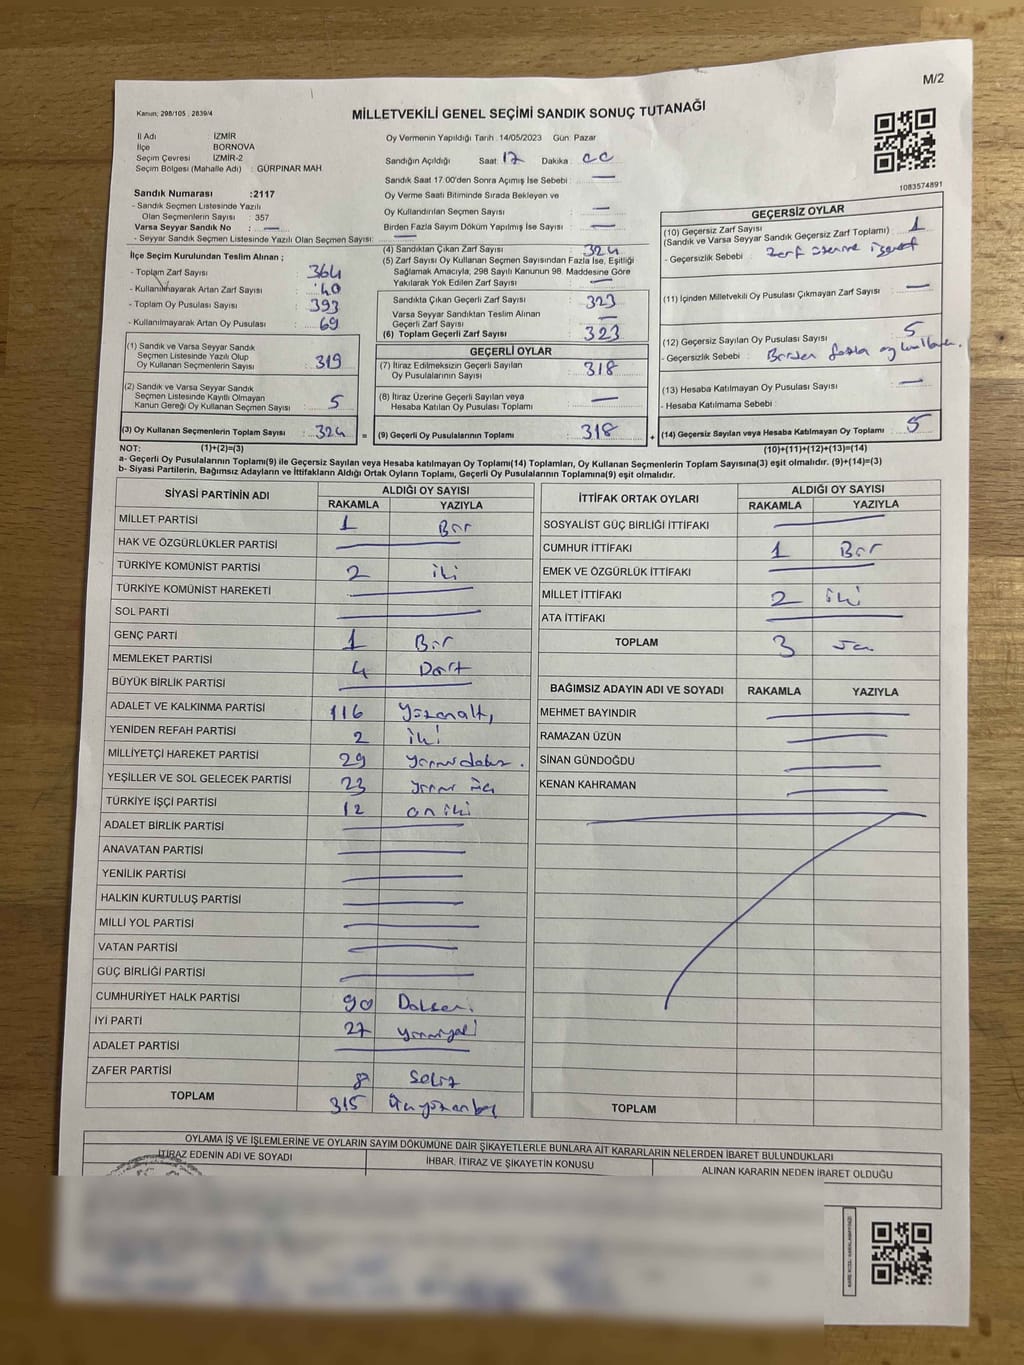 M/2
Kanun: 298/105 , 2839/4
MİLLETVEKİLİ GENEL SEÇİMİ SANDIK SONUÇ TUTANAĞI
İl Adı İZMİR
İlçe BORNOVA
Seçim Çevresi İZMİR-2
Seçim Bölgesi (Mahalle Adı) : GÜRPINAR MAH
Sandık Numarası :2117
- Sandık Seçmen Listesinde Yazılı
Olan Seçmenlerin Sayısı : 357
Varsa Seyyar Sandık No : —
- Seyyar Sandık Seçmen Listesinde Yazılı Olan Seçmen Sayısı: —
İlçe Seçim Kurulundan Teslim Alınan ;
- Toplam Zarf Sayısı : 364
- Kullanılmayarak Artan Zarf Sayısı : 40
- Toplam Oy Pusulası Sayısı : 393
- Kullanılmayarak Artan Oy Pusulası : 69
(1) Sandık ve Varsa Seyyar Sandık
Seçmen Listesinde Yazılı Olup
Oy Kullanan Seçmenlerin Sayısı : 319
(2) Sandık ve Varsa Seyyar Sandık
Seçmen Listesinde Kayıtlı Olmayan
Kanun Gereği Oy Kullanan Seçmen Sayısı : 5
(3) Oy Kullanan Seçmenlerin Toplam Sayısı : 324
Oy Vermenin Yapıldığı Tarih :14/05/2023 Gün: Pazar
Sandığın Açıldığı Saat : 17 Dakika :
Sandık Saat 17.00'den Sonra Açımış İse Sebebi : —
Oy Verme Saati Bitiminde Sırada Bekleyen ve
Oy Kullandırılan Seçmen Sayısı : —
Birden Fazla Sayım Döküm Yapılmış İse Sayısı : —
(4) Sandıktan Çıkan Zarf Sayısı : 324
(5) Zarf Sayısı Oy Kullanan Seçmen Sayısından Fazla İse, Eşitliği
Sağlamak Amacıyla, 298 Sayılı Kanunun 98. Maddesine Göre
Yakılarak Yok Edilen Zarf Sayısı : —
Sandıkta Çıkan Geçerli Zarf Sayısı : 323
Varsa Seyyar Sandıktan Teslim Alınan
Geçerli Zarf Sayısı : —
(6) Toplam Geçerli Zarf Sayısı : 323
GEÇERLİ OYLAR
(7) İtiraz Edilmeksizin Geçerli Sayılan
Oy Pusulalarının Sayısı : 318
(8) İtiraz Üzerine Geçerli Sayılan veya
Hesaba Katılan Oy Pusulası Toplamı : —
= (9) Geçerli Oy Pusulalarının Toplamı : 318 +
1083574891
GEÇERSİZ OYLAR
(10) Geçersiz Zarf Sayısı : 1
(Sandık ve Varsa Seyyar Sandık Geçersiz Zarf Toplamı)
- Geçersizlik Sebebi : Zarf üzerine işaret
(11) İçinden Milletvekili Oy Pusulası Çıkmayan Zarf Sayısı : —
(12) Geçersiz Sayılan Oy Pusulası Sayısı : 5
- Geçersizlik Sebebi : Birden fazla oy
(13) Hesaba Katılmayan Oy Pusulası Sayısı : —
- Hesaba Katılmama Sebebi :
(14) Geçersiz Sayılan veya Hesaba Katılmayan Oy Toplamı : 5
NOT: (1)+(2)=(3) (10)+(11)+(12)+(13)=(14)
a- Geçerli Oy Pusulalarının Toplamı(9) ile Geçersiz Sayılan veya Hesaba katılmayan Oy Toplamı(14) Toplamları, Oy Kullanan Seçmenlerin Toplam Sayısına(3) eşit olmalıdır. (9)+(14)=(3)
b- Siyasi Partilerin, Bağımsız Adayların ve İttifakların Aldığı Ortak Oyların Toplamı, Geçerli Oy Pusulalarının Toplamına(9) eşit olmalıdır.
SİYASİ PARTİNİN ADI ALDIĞI OY SAYISI
RAKAMLA YAZIYLA
MİLLET PARTİSİ 1 Bir
HAK VE ÖZGÜRLÜKLER PARTİSİ —
TÜRKİYE KOMÜNİST PARTİSİ 2 iki
TÜRKİYE KOMÜNİST HAREKETİ —
SOL PARTİ —
GENÇ PARTİ 1 Bir
MEMLEKET PARTİSİ 4 Dört
BÜYÜK BİRLİK PARTİSİ —
ADALET VE KALKINMA PARTİSİ 116 Yüzonaltı
YENİDEN REFAH PARTİSİ 2 iki
MİLLİYETÇİ HAREKET PARTİSİ 29 yirmidokuz.
YEŞİLLER VE SOL GELECEK PARTİSİ 23 yirmi üç
TÜRKİYE İŞÇİ PARTİSİ 12 on iki
ADALET BİRLİK PARTİSİ —
ANAVATAN PARTİSİ —
YENİLİK PARTİSİ —
HALKIN KURTULUŞ PARTİSİ —
MİLLİ YOL PARTİSİ —
VATAN PARTİSİ —
GÜÇ BİRLİĞİ PARTİSİ —
CUMHURİYET HALK PARTİSİ 90 Doksan.
İYİ PARTİ 27 yirmiyedi
ADALET PARTİSİ —
ZAFER PARTİSİ 8 Sekiz
TOPLAM 315 Üçyüzonbeş
İTTİFAK ORTAK OYLARI ALDIĞI OY SAYISI
RAKAMLA YAZIYLA
SOSYALİST GÜÇ BİRLİĞİ İTTİFAKI —
CUMHUR İTTİFAKI 1 Bir
EMEK VE ÖZGÜRLÜK İTTİFAKI —
MİLLET İTTİFAKI 2 iki
ATA İTTİFAKI —
TOPLAM 3 üç
BAĞIMSIZ ADAYIN ADI VE SOYADI RAKAMLA YAZIYLA
MEHMET BAYINDIR —
RAMAZAN ÜZÜN —
SİNAN GÜNDOĞDU —
KENAN KAHRAMAN —
TOPLAM
OYLAMA İŞ VE İŞLEMLERİNE VE OYLARIN SAYIM DÖKÜMÜNE DAİR ŞİKAYETLERLE BUNLARA AİT KARARLARIN NELERDEN İBARET BULUNDUKLARI
İTİRAZ EDENİN ADI VE SOYADI İHBAR, İTİRAZ VE ŞİKAYETİN KONUSU ALINAN KARARIN NEDEN İBARET OLDUĞU